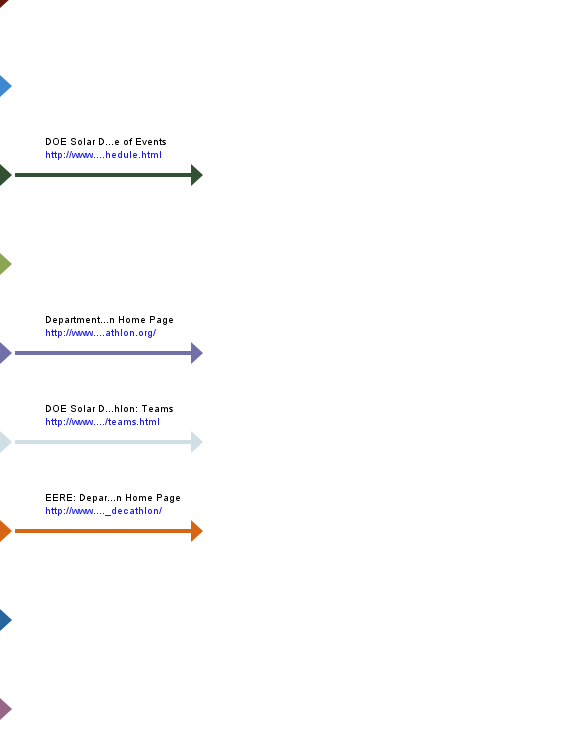 DOE Solar D...e of Events
http://www....hedule.html
Department...n Home Page
http://www....athlon.org/
DOE Solar D...hlon: Teams
http://www..../teams.html
EERE: Depar...n Home Page
http://www...._decathlon/